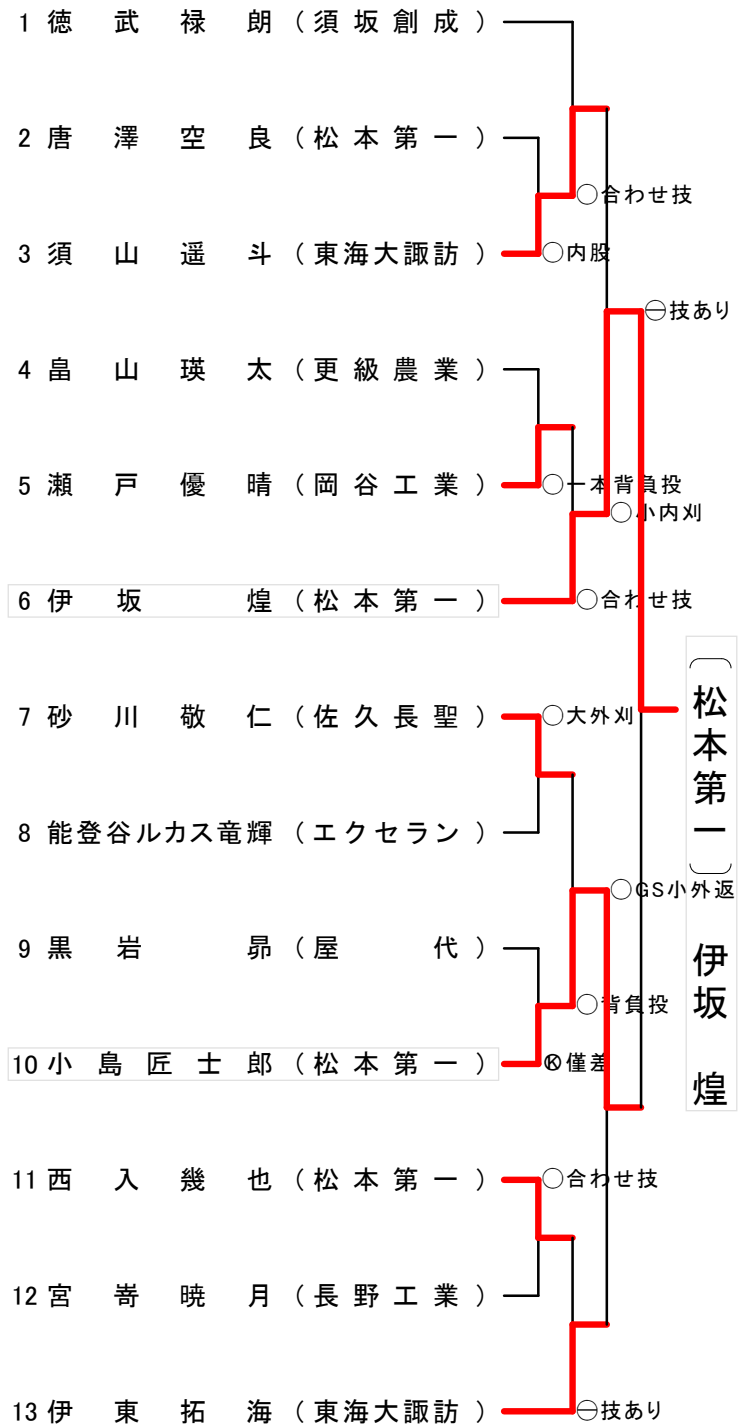 1 徳武禄朗（須坂創成）
2 唐澤空良（松本第一）
○合わせ技
3 須山遥斗（東海大諏訪）
○内股
⊖技あり
4 畠山瑛太（更級農業）
5 瀬戸優晴（岡谷工業）
○一本背負投
○小内刈
6 伊坂煌（松本第一）
○合わせ技
7 砂川敬仁（佐久長聖）
○大外刈
8 能登谷ルカス竜輝（エクセラン）
○GS小外返
9 黒岩昴（屋代）
○背負投
10 小島匠士郎（松本第一）
Ⓚ僅差
11 西入幾也（松本第一）
○合わせ技
12 宮嵜暁月（長野工業）
13 伊東拓海（東海大諏訪）
⊖技あり
（松本第一）伊坂　煌